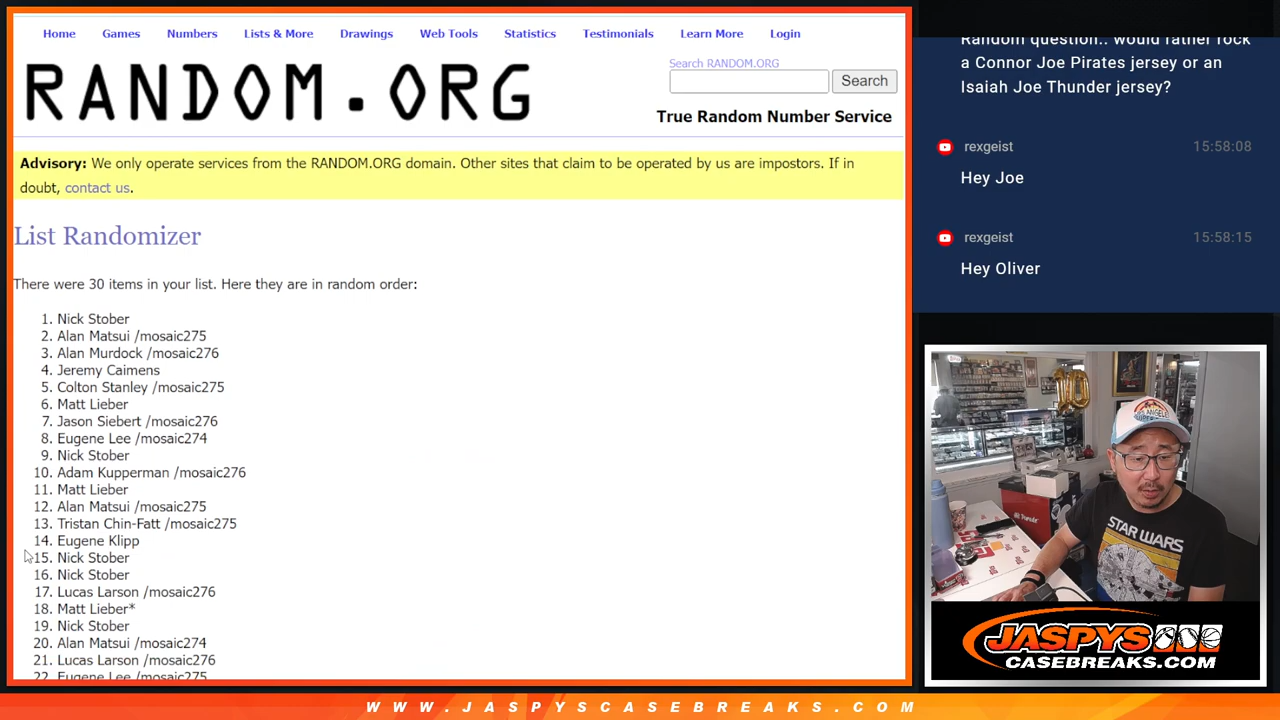 Home Games Numbers Lists & More Drawings Web Tools Statistics Testimonials Learn More Login
RANDOM.ORG
Search RANDOM.ORG
Search
True Random Number Service
Advisory: We only operate services from the RANDOM.ORG domain. Other sites that claim to be operated by us are impostors. If in
doubt, contact us.
List Randomizer
There were 30 items in your list. Here they are in random order:
1. Nick Stober
2. Alan Matsui /mosaic275
3. Alan Murdock /mosaic276
4. Jeremy Caimens
5. Colton Stanley /mosaic275
6. Matt Lieber
7. Jason Siebert /mosaic276
8. Eugene Lee /mosaic274
9. Nick Stober
10. Adam Kupperman /mosaic276
11. Matt Lieber
12. Alan Matsui /mosaic275
13. Tristan Chin-Fatt /mosaic275
14. Eugene Klipp
15. Nick Stober
16. Nick Stober
17. Lucas Larson /mosaic276
18. Matt Lieber*
19. Nick Stober
20. Alan Matsui /mosaic274
21. Lucas Larson /mosaic276
22. Eugene Lee /mosaic275
Random question.. would rather rock
a Connor Joe Pirates jersey or an
Isaiah Joe Thunder jersey?
rexgeist 15:58:08
Hey Joe
rexgeist 15:58:15
Hey Oliver
10
STAR WARS
JASPYS
CASEBREAKS.COM
WWW.JASPYSCASEBREAKS.COM